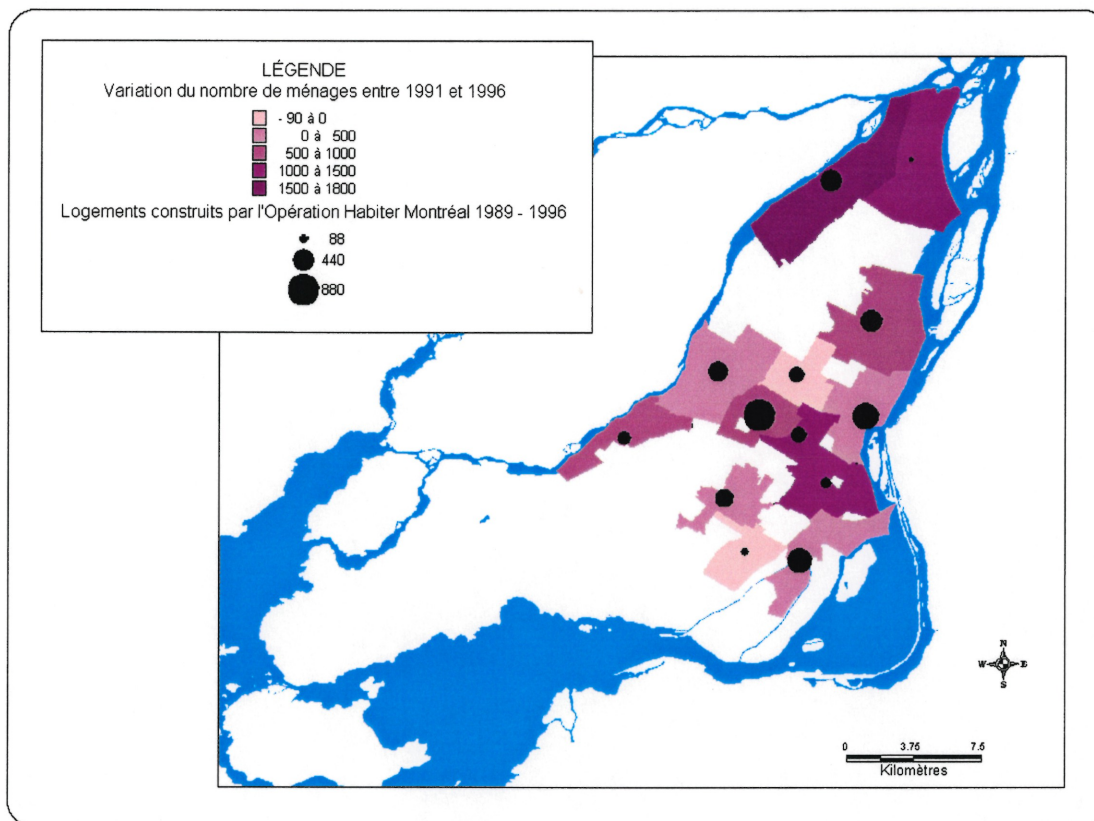 LÉGENDE
Variation du nombre de ménages entre 1991 et 1996
- 90 à 0
0 à 500
500 à 1000
1000 à 1500
1500 à 1800
Logements construits par l'Opération Habiter Montréal 1989 - 1996
88
440
880
N
W E
S
0 3.75 7.5
Kilomètres